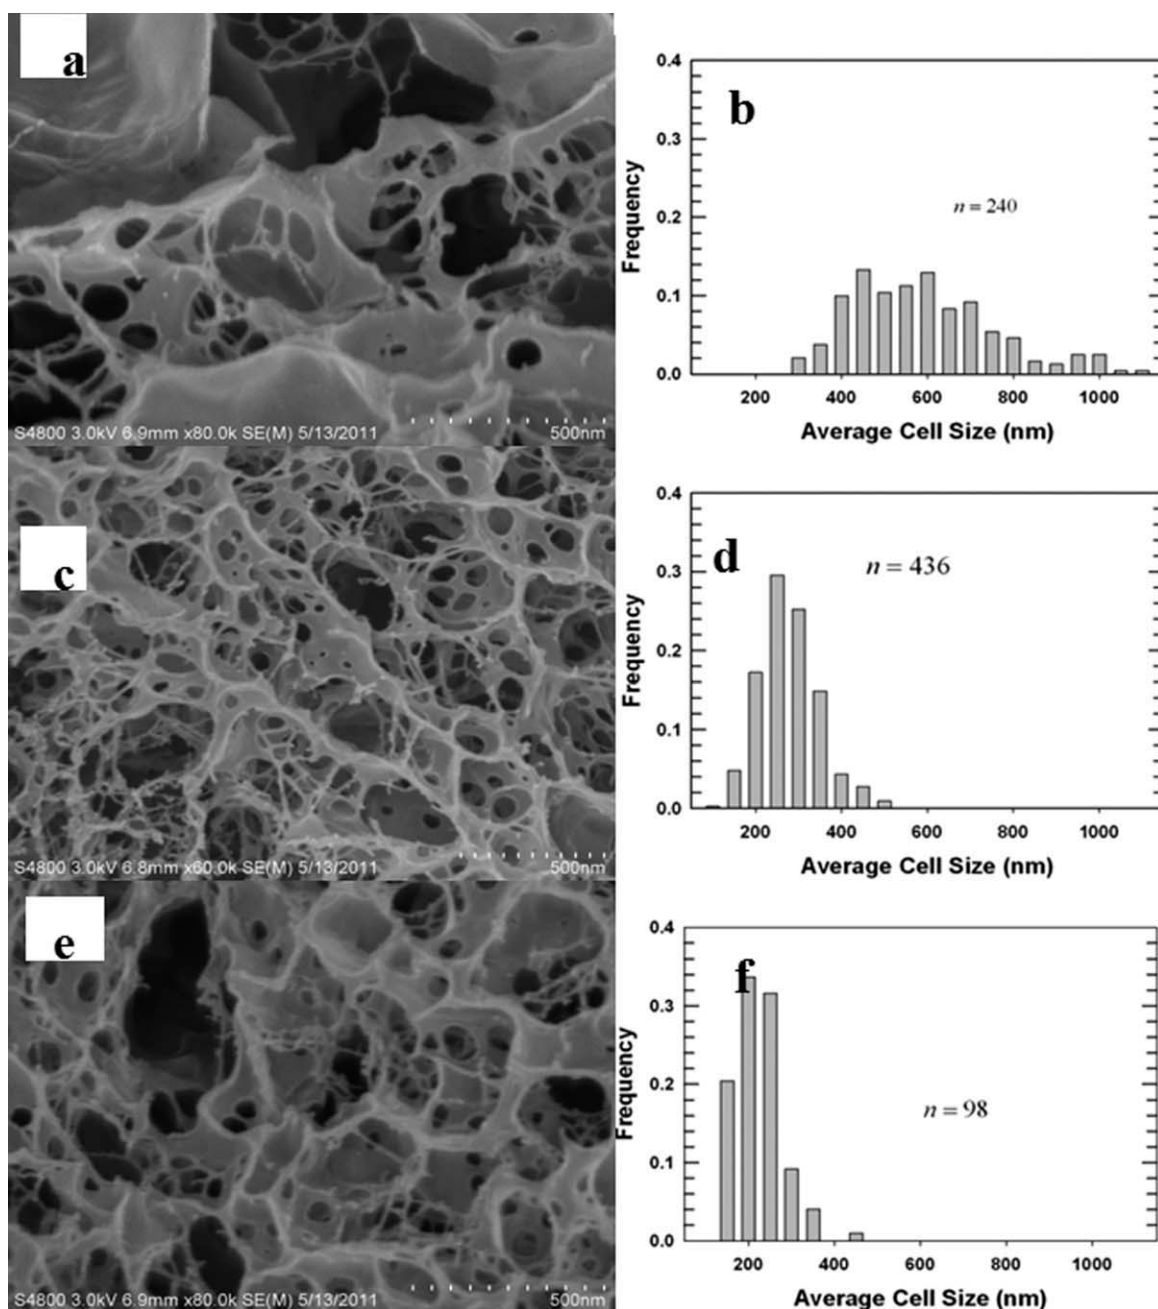 a
S4800 3.0kV 6.9mm x80.0k SE(M) 5/13/2011 500nm
b
n = 240
Frequency
0.4
0.3
0.2
0.1
0.0
200 400 600 800 1000
Average Cell Size (nm)
c
S4800 3.0kV 6.8mm x60.0k SE(M) 5/13/2011 500nm
d
n = 436
Frequency
0.4
0.3
0.2
0.1
0.0
200 400 600 800 1000
Average Cell Size (nm)
e
S4800 3.0kV 6.9mm x80.0k SE(M) 5/13/2011 500nm
f
n = 98
Frequency
0.4
0.3
0.2
0.1
0.0
200 400 600 800 1000
Average Cell Size (nm)